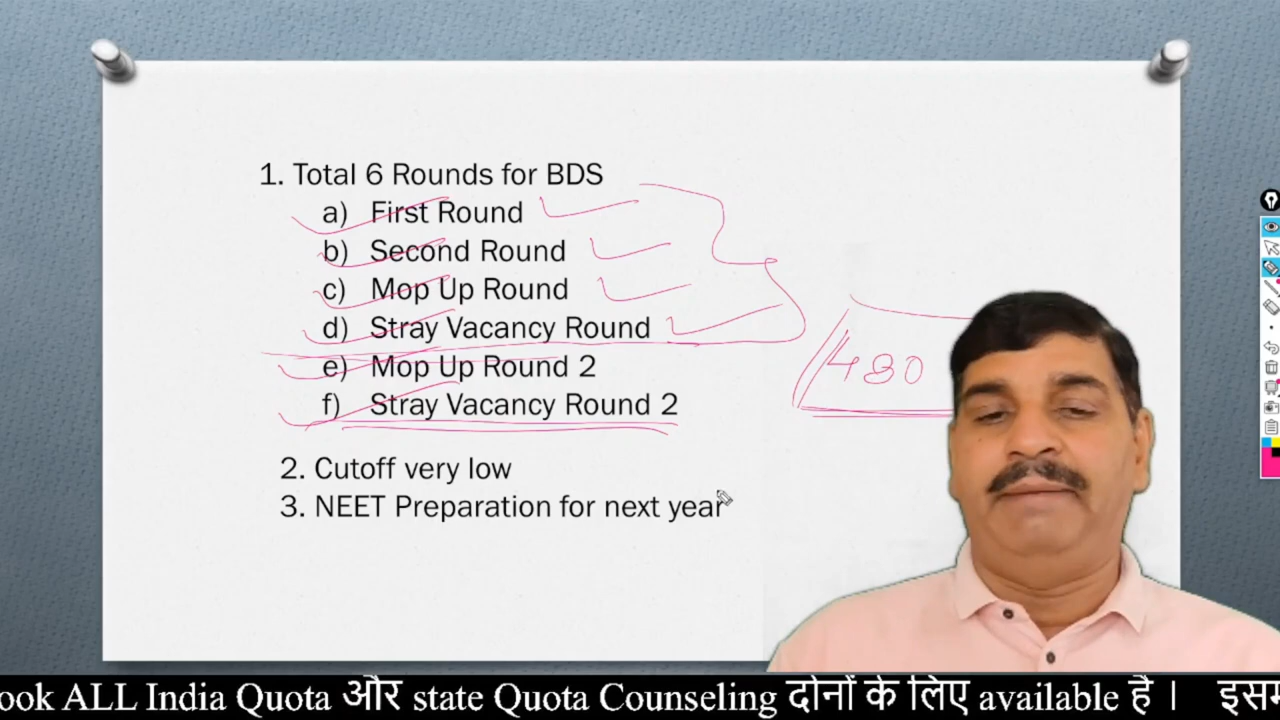 1. Total 6 Rounds for BDS
a) First Round
b) Second Round
c) Mop Up Round
d) Stray Vacancy Round
e) Mop Up Round 2
f) Stray Vacancy Round 2
480
2. Cutoff very low
3. NEET Preparation for next year
ook ALL India Quota और state Quota Counseling दोनों के लिए available है । इसम